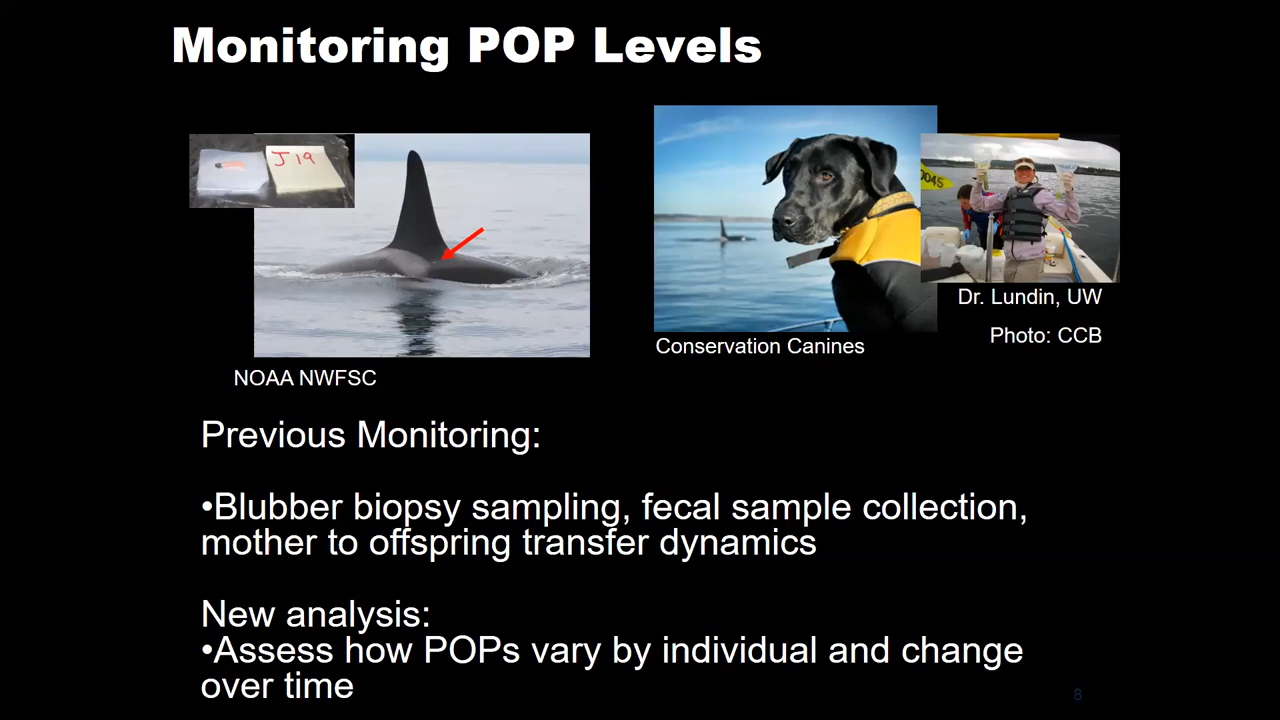 Monitoring POP Levels
J19
0045
Dr. Lundin, UW
Photo: CCB
Conservation Canines
NOAA NWFSC
Previous Monitoring:
•Blubber biopsy sampling, fecal sample collection,
mother to offspring transfer dynamics
New analysis:
•Assess how POPs vary by individual and change
over time
8